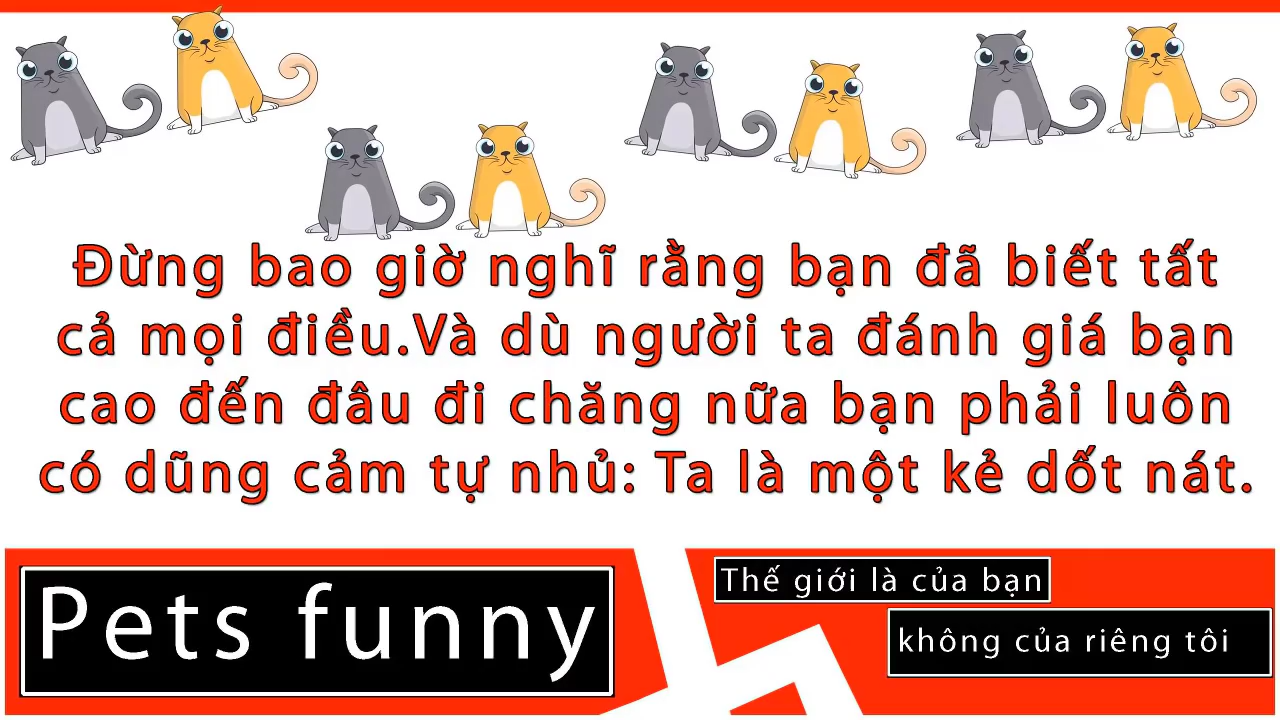 Đừng bao giờ nghĩ rằng bạn đã biết tất
cả mọi điều.Và dù người ta đánh giá bạn
cao đến đâu đi chăng nữa bạn phải luôn
có dũng cảm tự nhủ: Ta là một kẻ dốt nát.
Pets funny
Thế giới là của bạn
không của riêng tôi